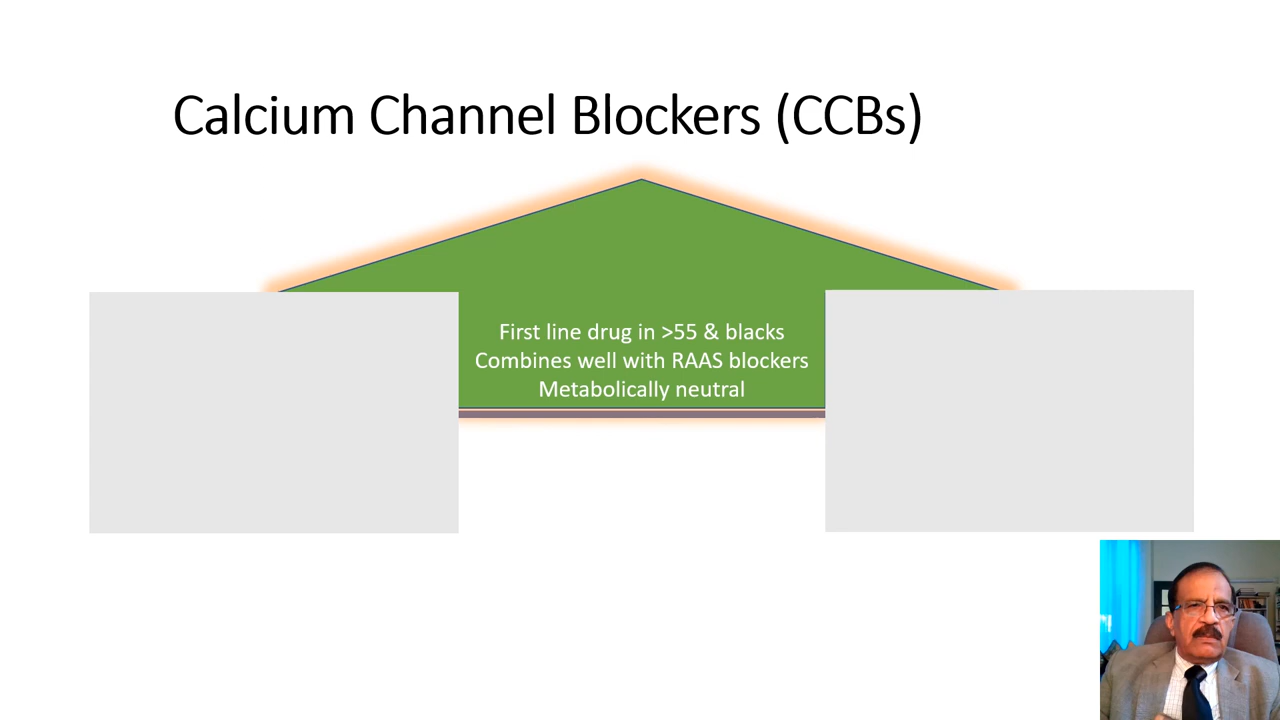 Calcium Channel Blockers (CCBs)
First line drug in >55 & blacks
Combines well with RAAS blockers
Metabolically neutral